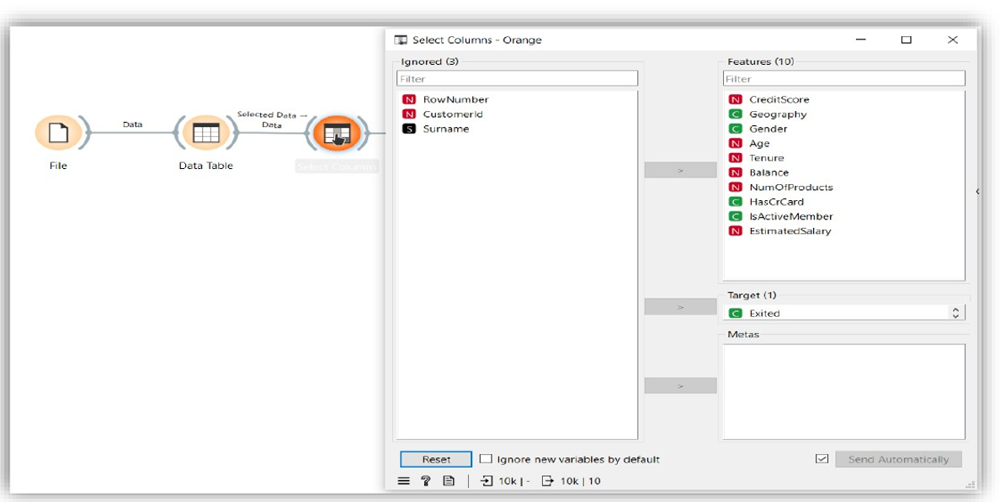 Select Columns - Orange
Ignored (3)
Filter
N RowNumber
N CustomerId
S Surname
Features (10)
Filter
N CreditScore
C Geography
C Gender
N Age
N Tenure
N Balance
N NumOfProducts
C HasCrCard
C IsActiveMember
N EstimatedSalary
>
>
>
Target (1)
C Exited
Metas
Data
Selected Data →
Data
File
Data Table
Select Columns
Reset
Ignore new variables by default
Send Automatically
? 10k | - 10k | 10